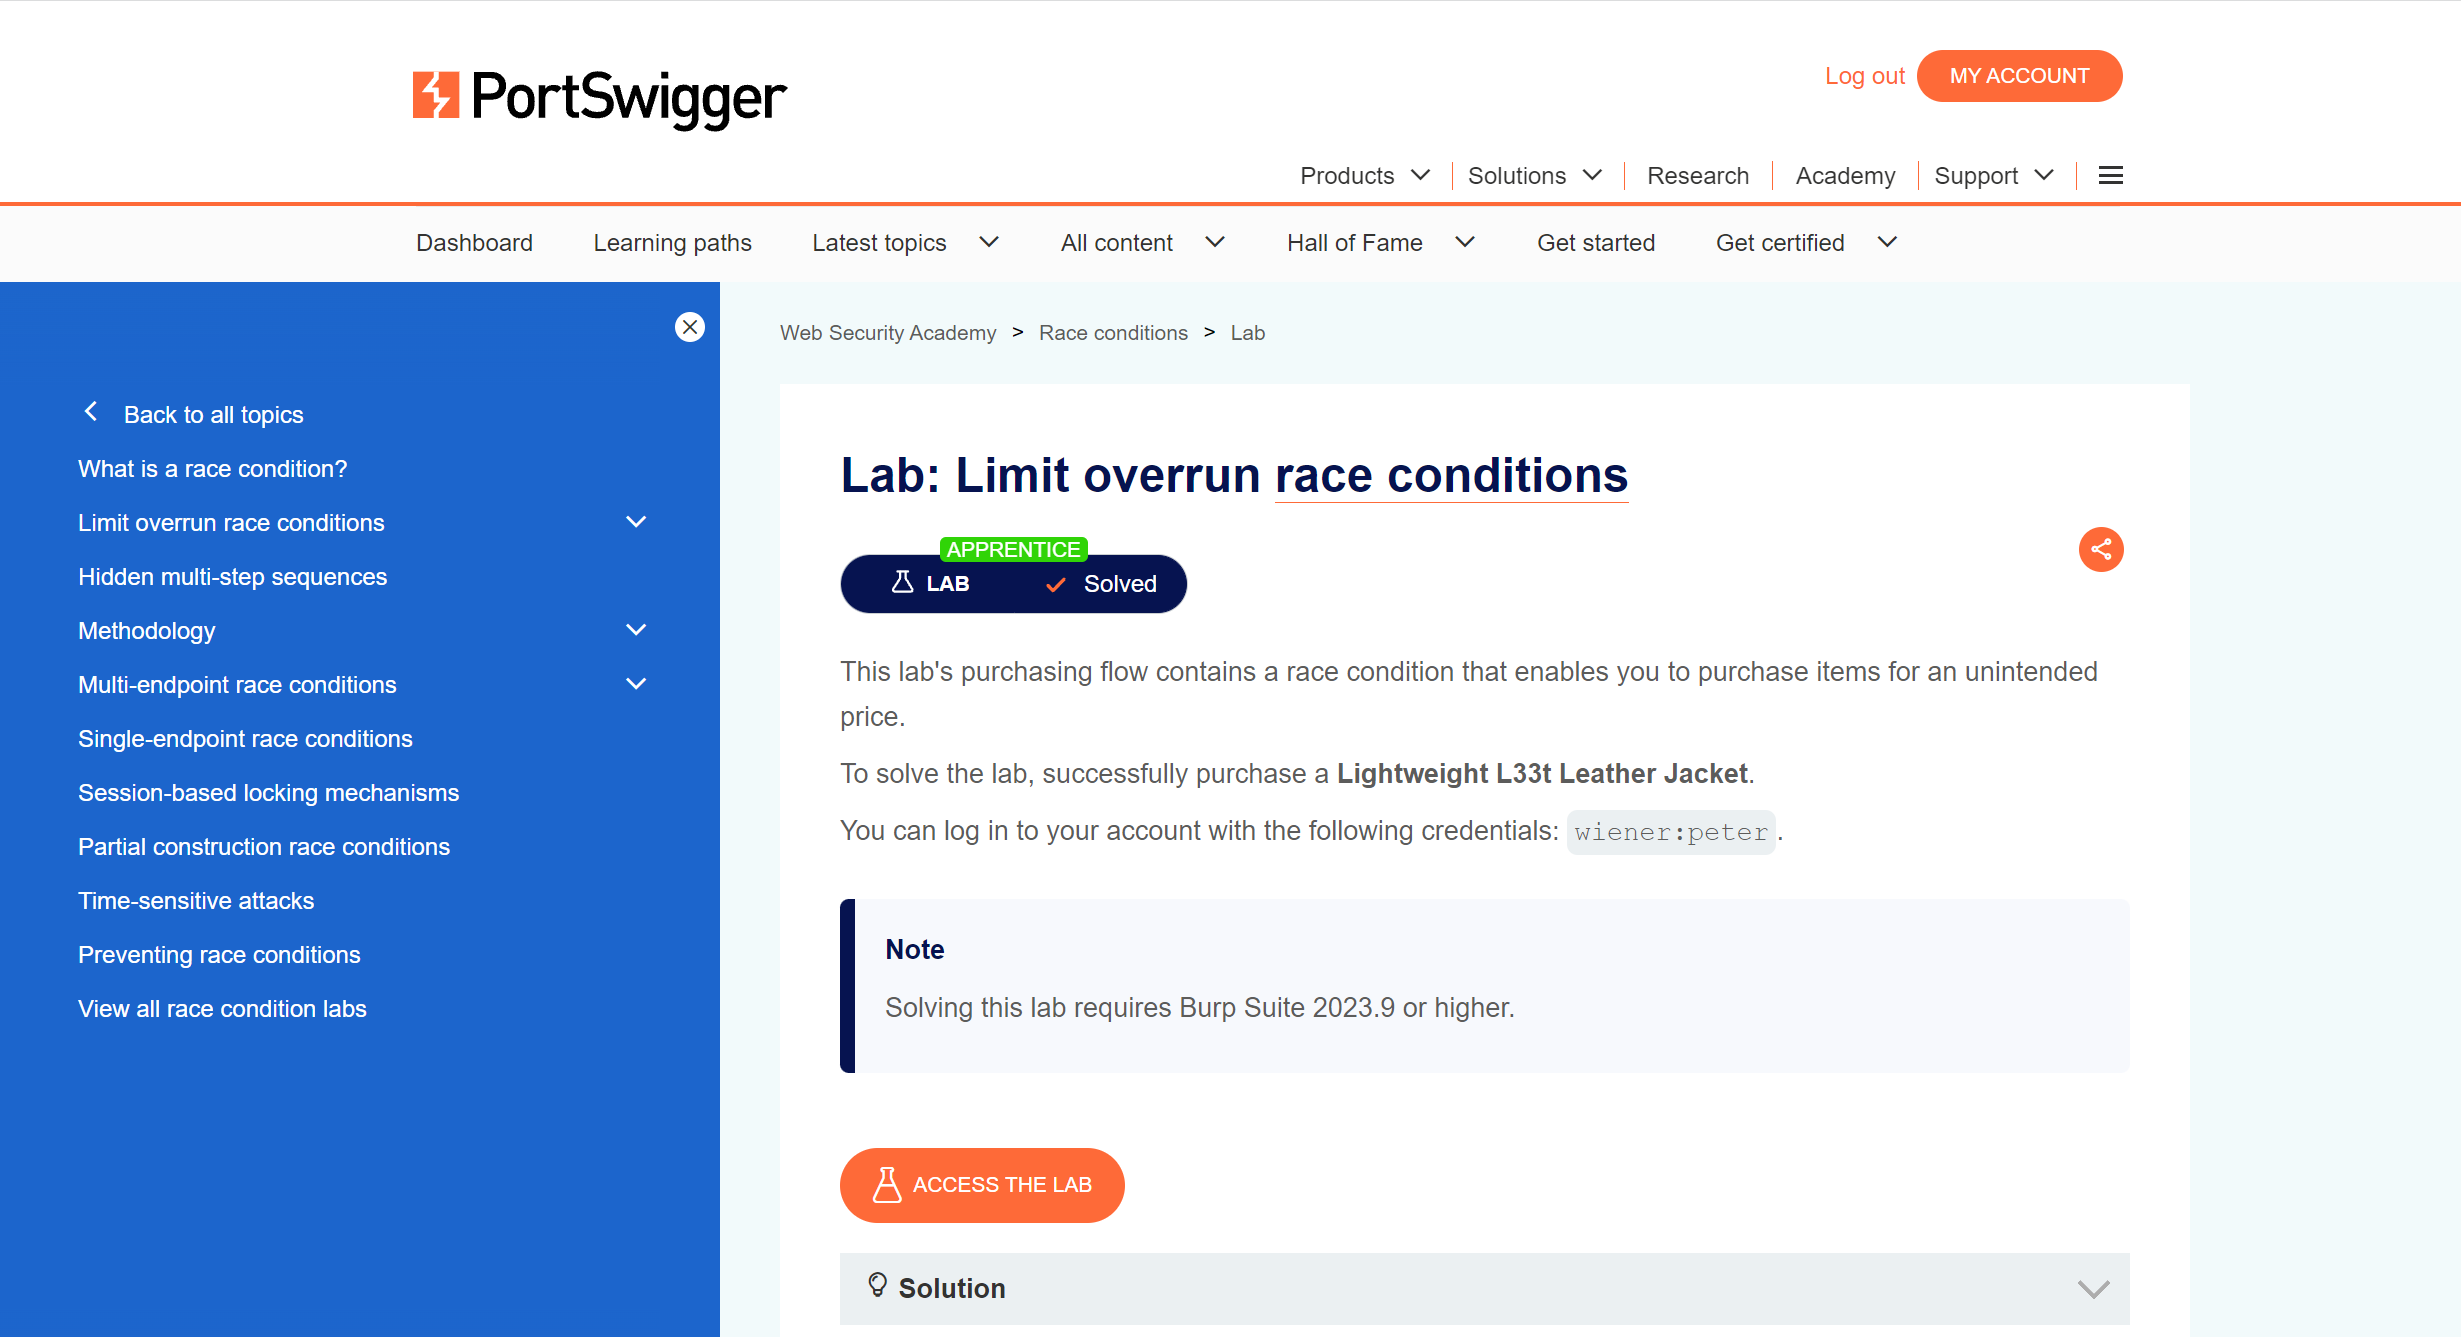 PortSwigger
Log out
MY ACCOUNT
Products
Solutions
Research
Academy
Support
Dashboard
Learning paths
Latest topics
All content
Hall of Fame
Get started
Get certified
Back to all topics
What is a race condition?
Limit overrun race conditions
Hidden multi-step sequences
Methodology
Multi-endpoint race conditions
Single-endpoint race conditions
Session-based locking mechanisms
Partial construction race conditions
Time-sensitive attacks
Preventing race conditions
View all race condition labs
Web Security Academy > Race conditions > Lab
Lab: Limit overrun race conditions
APPRENTICE
LAB
Solved
This lab's purchasing flow contains a race condition that enables you to purchase items for an unintended
price.
To solve the lab, successfully purchase a Lightweight L33t Leather Jacket.
You can log in to your account with the following credentials: wiener:peter.
Note
Solving this lab requires Burp Suite 2023.9 or higher.
ACCESS THE LAB
Solution